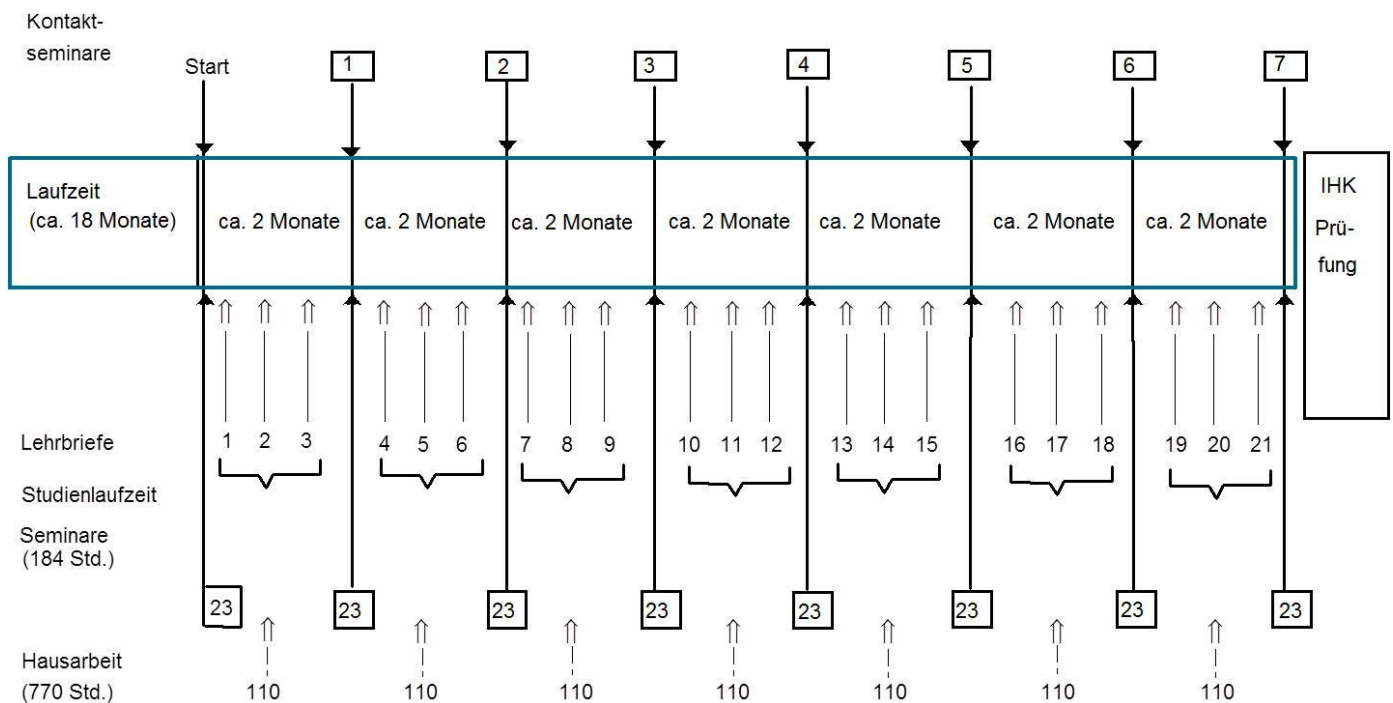 Kontakt-
seminare
Start
1 2 3 4 5 6 7
Laufzeit
(ca. 18 Monate)
ca. 2 Monate ca. 2 Monate ca. 2 Monate ca. 2 Monate ca. 2 Monate ca. 2 Monate ca. 2 Monate
IHK
Prü-
fung
Lehrbriefe 1 2 3 4 5 6 7 8 9 10 11 12 13 14 15 16 17 18 19 20 21
Studienlaufzeit
Seminare
(184 Std.)
23 23 23 23 23 23 23 23
Hausarbeit
(770 Std.) 110 110 110 110 110 110 110